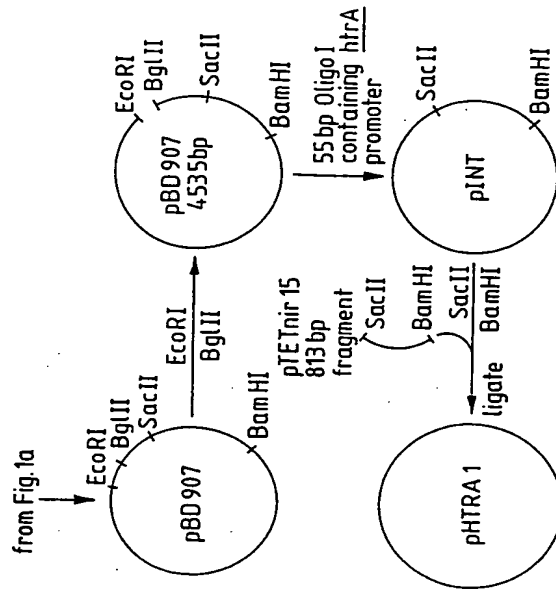 from Fig.1a
EcoRI
BglII
SacII
BamHI
pBD907
EcoRI
BglII
EcoRI
BglII
SacII
BamHI
pBD907
4535bp
55bp OligoI
containing htrA
promoter
SacII
BamHI
pINT
pTETnir15
813bp
fragment
SacII
BamHI
SacII
BamHI
ligate
pHTRA1